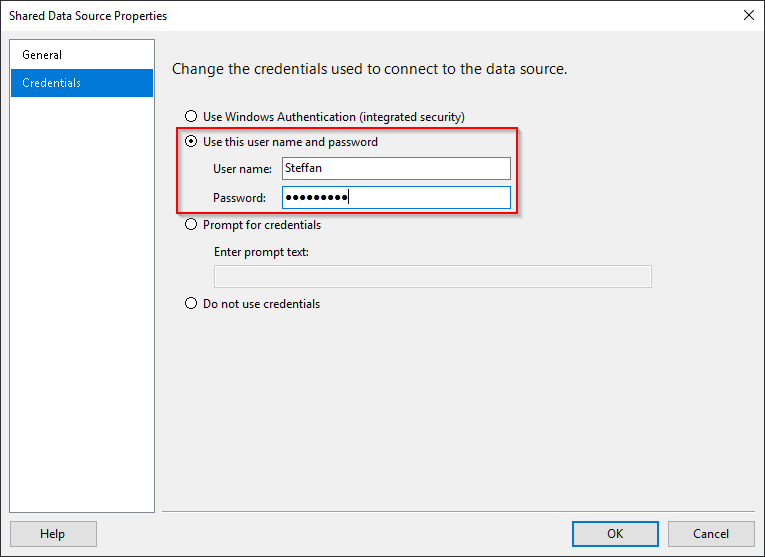 Shared Data Source Properties
General
Credentials
Change the credentials used to connect to the data source.
Use Windows Authentication (integrated security)
Use this user name and password
User name: Steffan
Password: ●●●●●●●●●
Prompt for credentials
Enter prompt text:
Do not use credentials
Help OK Cancel